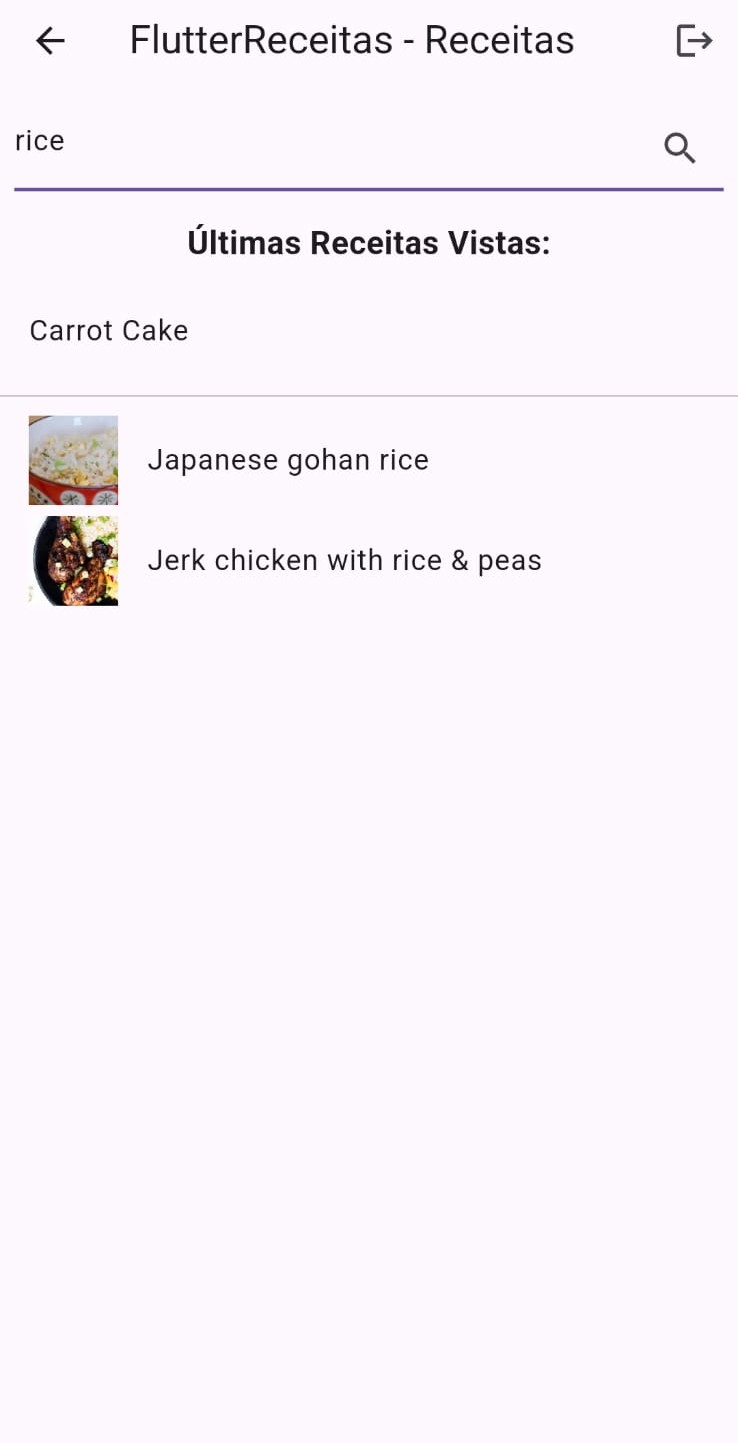 FlutterReceitas - Receitas
rice
Últimas Receitas Vistas:
Carrot Cake
Japanese gohan rice
Jerk chicken with rice & peas